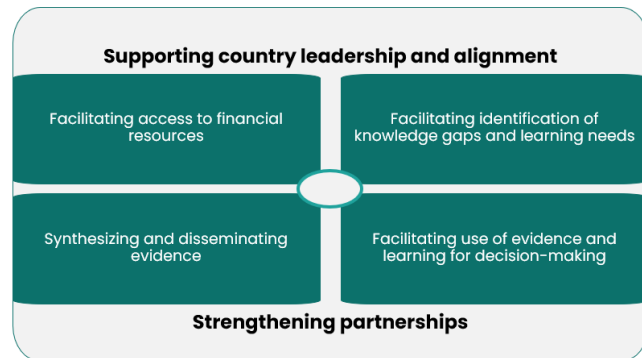 Supporting country leadership and alignment
Facilitating access to financial
resources
Facilitating identification of
knowledge gaps and learning needs
Synthesizing and disseminating
evidence
Facilitating use of evidence and
learning for decision-making
Strengthening partnerships